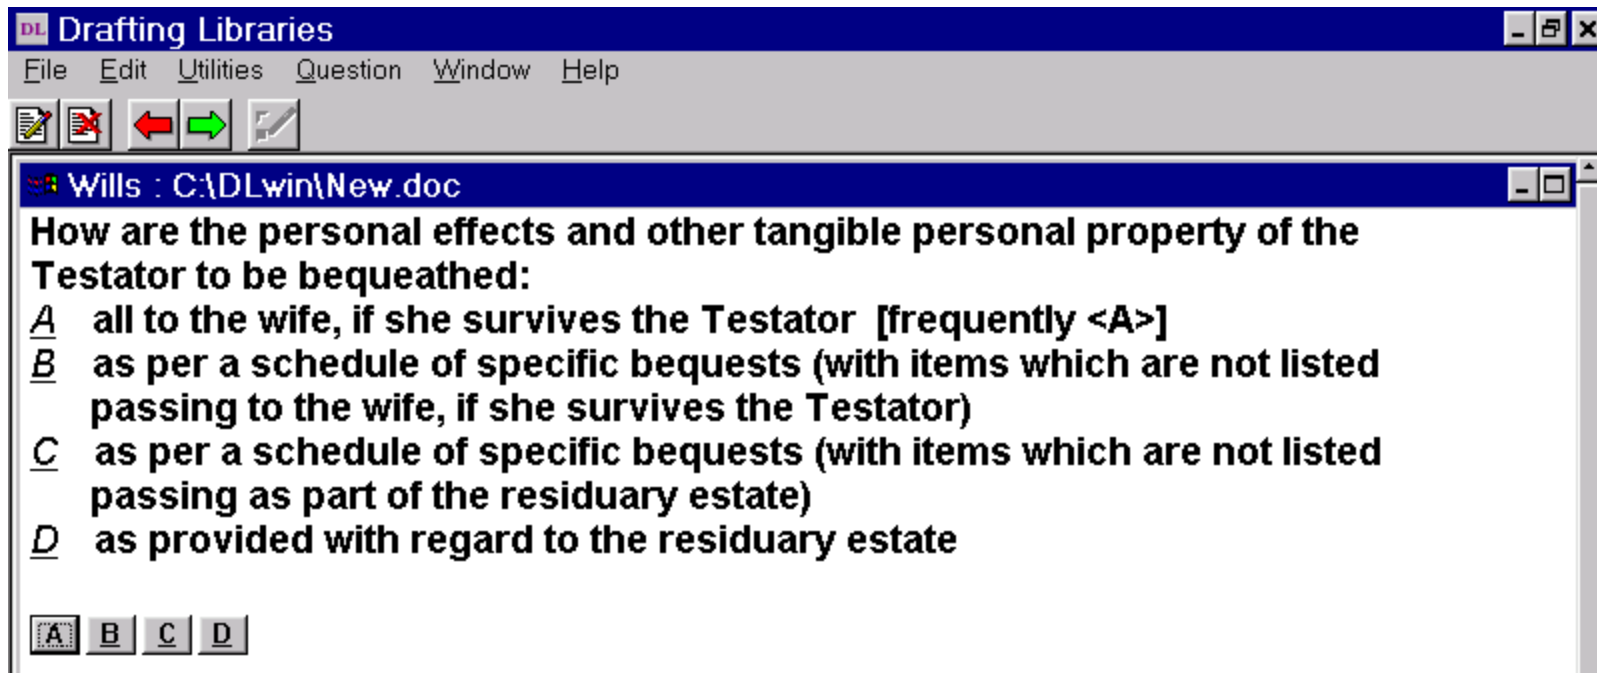 DL Drafting Libraries
File Edit Utilities Question Window Help
Wills : C:\DLwin\New.doc
How are the personal effects and other tangible personal property of the
Testator to be bequeathed:
A all to the wife, if she survives the Testator [frequently <A>]
B as per a schedule of specific bequests (with items which are not listed
passing to the wife, if she survives the Testator)
C as per a schedule of specific bequests (with items which are not listed
passing as part of the residuary estate)
D as provided with regard to the residuary estate
A B C D